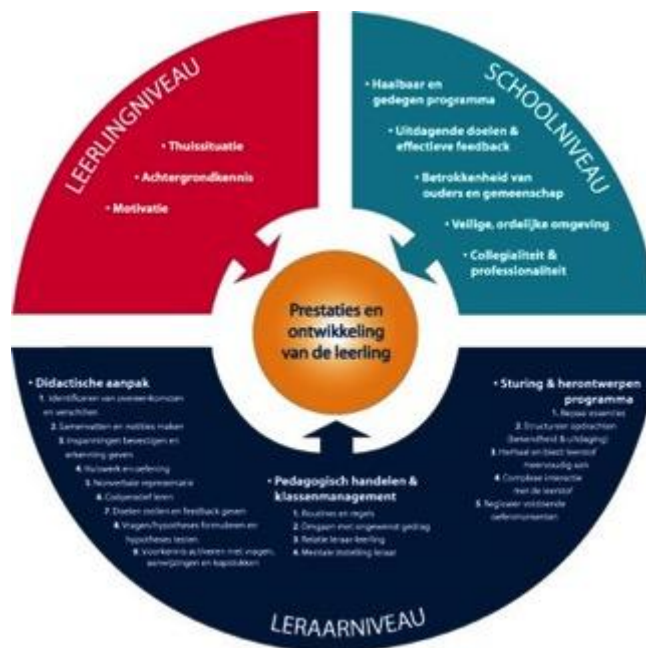 LEERLINGNIVEAU
• Thuissituatie
• Achtergrondkennis
• Motivatie
SCHOOLNIVEAU
• Haalbaar en
gedegen programma
• Uitdagende doelen &
effectieve feedback
• Betrokkenheid van
ouders en gemeenschap
• Veilige, ordelijke omgeving
• Collegialiteit &
professionaliteit
Prestaties en
ontwikkeling
van de leerling
• Didactische aanpak
1. Identificeren van overeenkomsten
en verschillen
2. Samenvatten en notities maken
3. Inspanningen bevestigen en
erkenning geven
4. Huiswerk en oefening
5. Nonverbale representatie
6. Coöperatief leren
7. Doelen stellen en feedback geven
8. Vragen/hypotheses formuleren en
hypotheses testen
9. Voorkennis activeren met vragen,
aanwijzingen en kapstokken
• Pedagogisch handelen &
klassenmanagement
1. Routines en regels
2. Omgaan met ongewenst gedrag
3. Relatie leraar-leerling
4. Mentale instelling leraar
• Sturing & herontwerpen
programma
1. Bepaal essenties
2. Structureer opdrachten
(bekendheid & uitdaging)
3. Herhaal en biedt leerstof
meervoudig aan
4. Complexe interactie
met de leerstof
5. Regisseer voldoende
oefenmomenten
LERAARNIVEAU